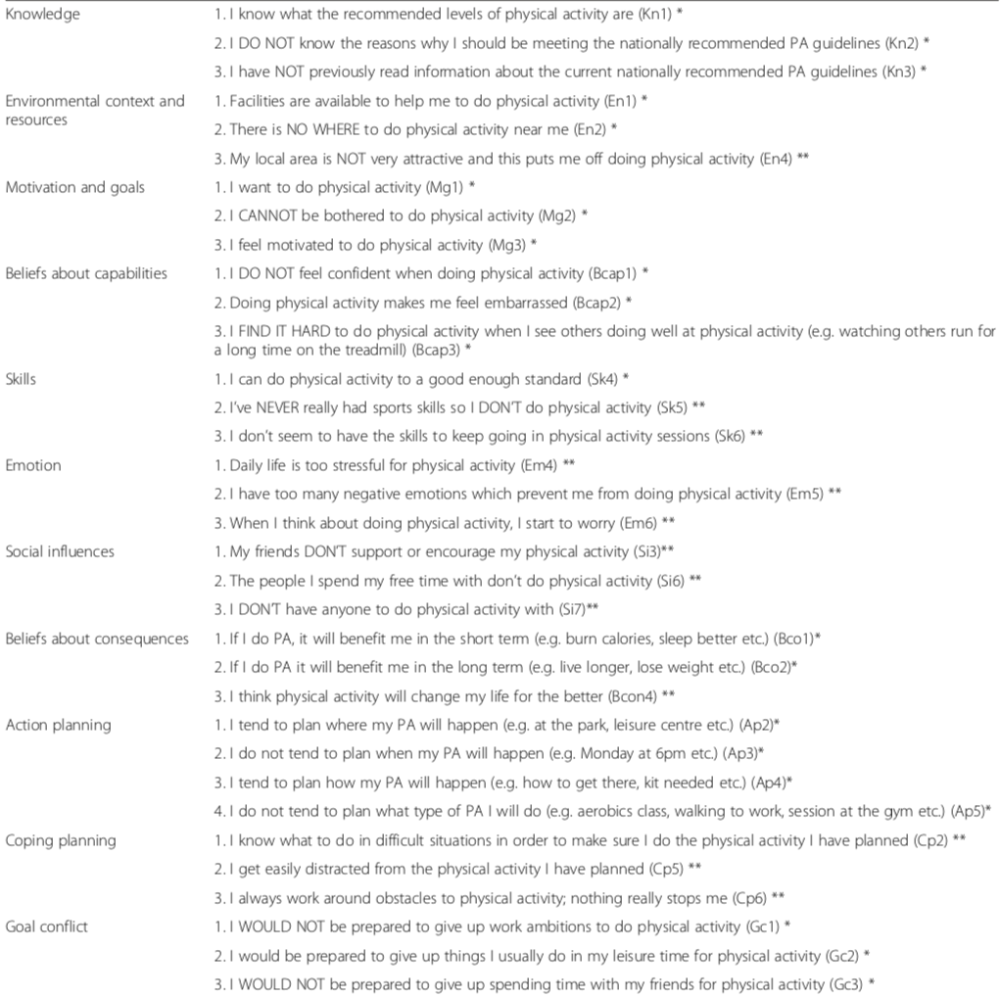 Knowledge 1. I know what the recommended levels of physical activity are (Kn1) *
2. I DO NOT know the reasons why I should be meeting the nationally recommended PA guidelines (Kn2) *
3. I have NOT previously read information about the current nationally recommended PA guidelines (Kn3) *
Environmental context and 1. Facilities are available to help me to do physical activity (En1) *
resources
2. There is NO WHERE to do physical activity near me (En2) *
3. My local area is NOT very attractive and this puts me off doing physical activity (En4) **
Motivation and goals 1. I want to do physical activity (Mg1) *
2. I CANNOT be bothered to do physical activity (Mg2) *
3. I feel motivated to do physical activity (Mg3) *
Beliefs about capabilities 1. I DO NOT feel confident when doing physical activity (Bcap1) *
2. Doing physical activity makes me feel embarrassed (Bcap2) *
3. I FIND IT HARD to do physical activity when I see others doing well at physical activity (e.g. watching others run for
a long time on the treadmill) (Bcap3) *
Skills 1. I can do physical activity to a good enough standard (Sk4) *
2. I've NEVER really had sports skills so I DON'T do physical activity (Sk5) **
3. I don't seem to have the skills to keep going in physical activity sessions (Sk6) **
Emotion 1. Daily life is too stressful for physical activity (Em4) **
2. I have too many negative emotions which prevent me from doing physical activity (Em5) **
3. When I think about doing physical activity, I start to worry (Em6) **
Social influences 1. My friends DON'T support or encourage my physical activity (Si3)**
2. The people I spend my free time with don't do physical activity (Si6) **
3. I DON'T have anyone to do physical activity with (Si7)**
Beliefs about consequences 1. If I do PA, it will benefit me in the short term (e.g. burn calories, sleep better etc.) (Bco1)*
2. If I do PA it will benefit me in the long term (e.g. live longer, lose weight etc.) (Bco2)*
3. I think physical activity will change my life for the better (Bcon4) **
Action planning 1. I tend to plan where my PA will happen (e.g. at the park, leisure centre etc.) (Ap2)*
2. I do not tend to plan when my PA will happen (e.g. Monday at 6pm etc.) (Ap3)*
3. I tend to plan how my PA will happen (e.g. how to get there, kit needed etc.) (Ap4)*
4. I do not tend to plan what type of PA I will do (e.g. aerobics class, walking to work, session at the gym etc.) (Ap5)*
Coping planning 1. I know what to do in difficult situations in order to make sure I do the physical activity I have planned (Cp2) **
2. I get easily distracted from the physical activity I have planned (Cp5) **
3. I always work around obstacles to physical activity; nothing really stops me (Cp6) **
Goal conflict 1. I WOULD NOT be prepared to give up work ambitions to do physical activity (Gc1) *
2. I would be prepared to give up things I usually do in my leisure time for physical activity (Gc2) *
3. I WOULD NOT be prepared to give up spending time with my friends for physical activity (Gc3) *